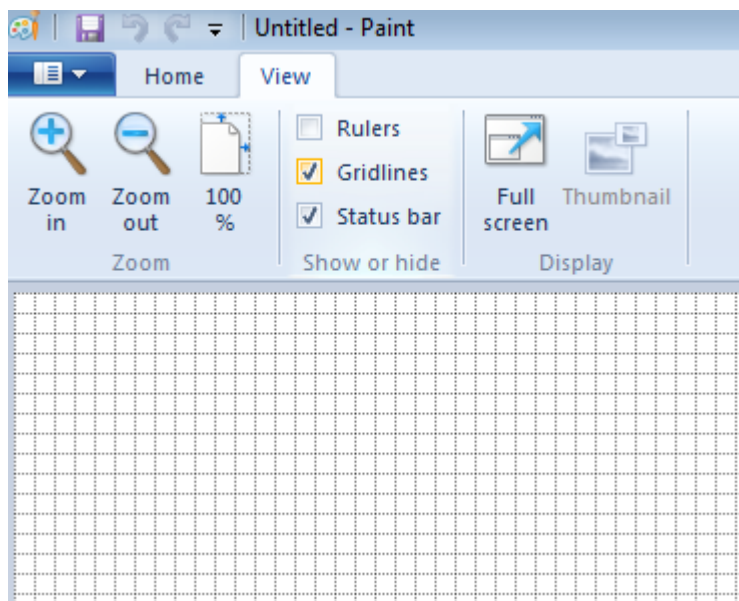 Untitled - Paint
Home View
Rulers
Gridlines
Status bar
Zoom in
Zoom out
100 %
Full screen
Thumbnail
Zoom
Show or hide
Display